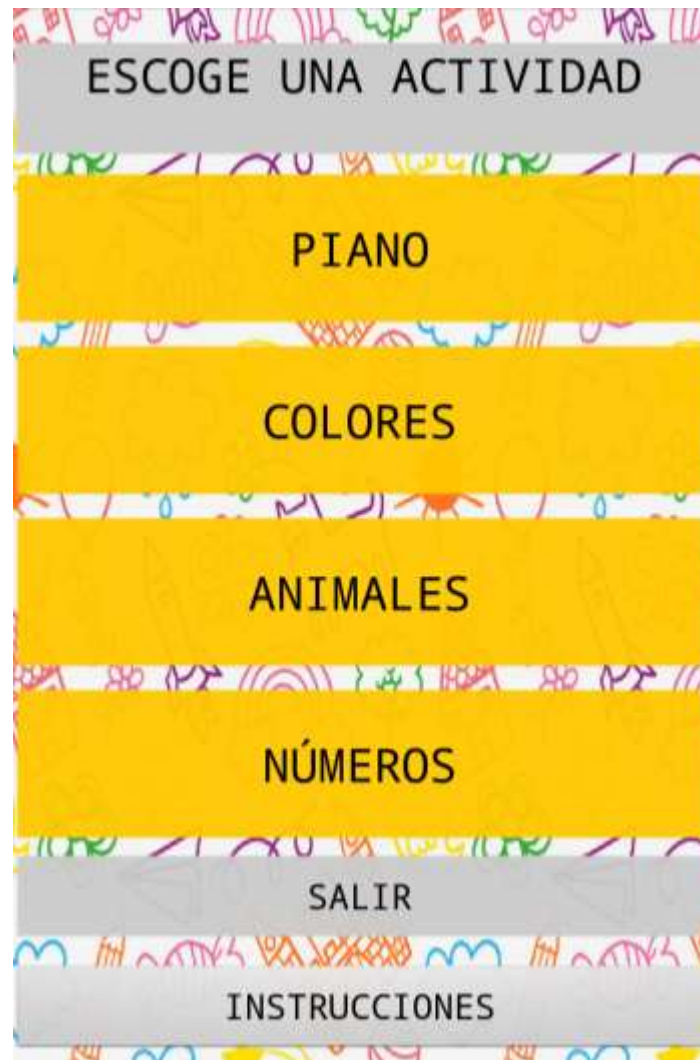 ESCOGE UNA ACTIVIDAD
PIANO
COLORES
ANIMALES
NÚMEROS
SALIR
INSTRUCCIONES